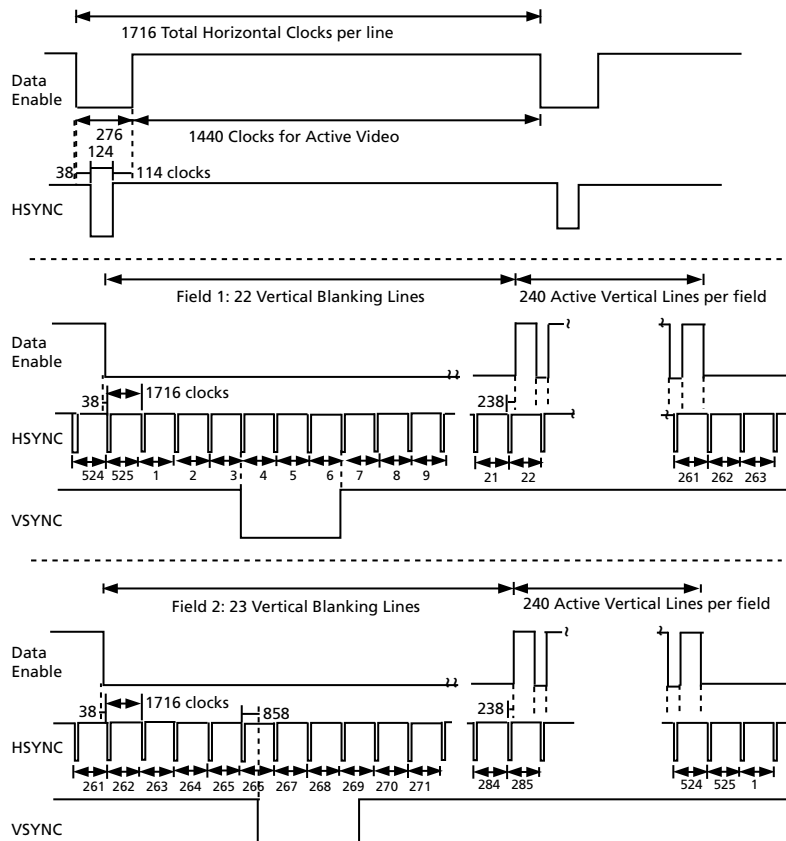 1716 Total Horizontal Clocks per line
Data
Enable
276
1440 Clocks for Active Video
124
38
114 clocks
HSYNC
Field 1: 22 Vertical Blanking Lines
240 Active Vertical Lines per field
Data
Enable
38
1716 clocks
238
HSYNC
524 525 1 2 3 4 5 6 7 8 9 21 22 261 262 263
VSYNC
Field 2: 23 Vertical Blanking Lines
240 Active Vertical Lines per field
Data
Enable
38
1716 clocks
858
238
HSYNC
261 262 263 264 265 266 267 268 269 270 271 284 285 524 525 1
VSYNC